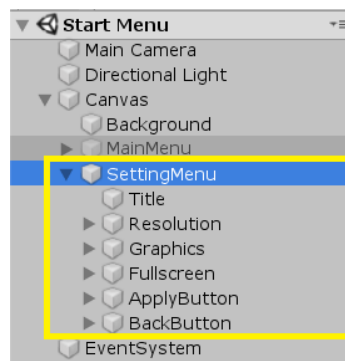 Start Menu
Main Camera
Directional Light
Canvas
Background
MainMenu
SettingMenu
Title
Resolution
Graphics
Fullscreen
ApplyButton
BackButton
EventSystem